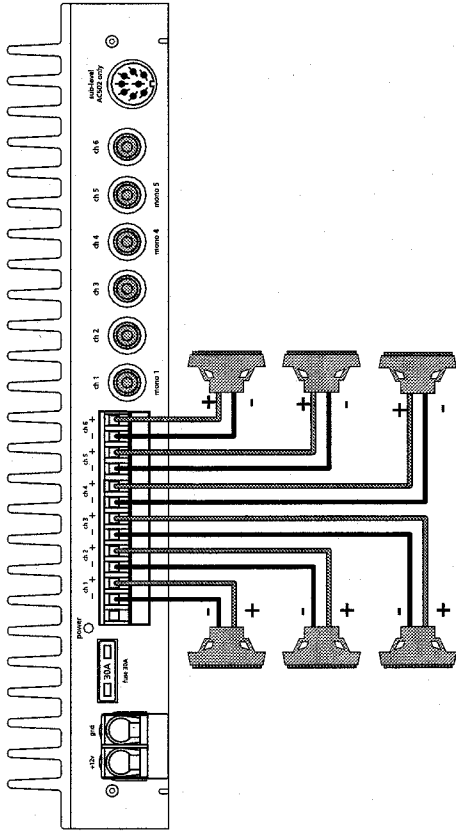 sub-level
AC502 only
ch 6
ch 5
mono 5
ch 4
mono 4
ch 3
ch 2
ch 1
mono 1
ch 6 + -
ch 5 + -
ch 4 + -
ch 3 + -
ch 2 + -
ch 1 + -
power
30A
fuse 30A
grd
+12v
+ -
+ -
+ -
- +
- +
- +